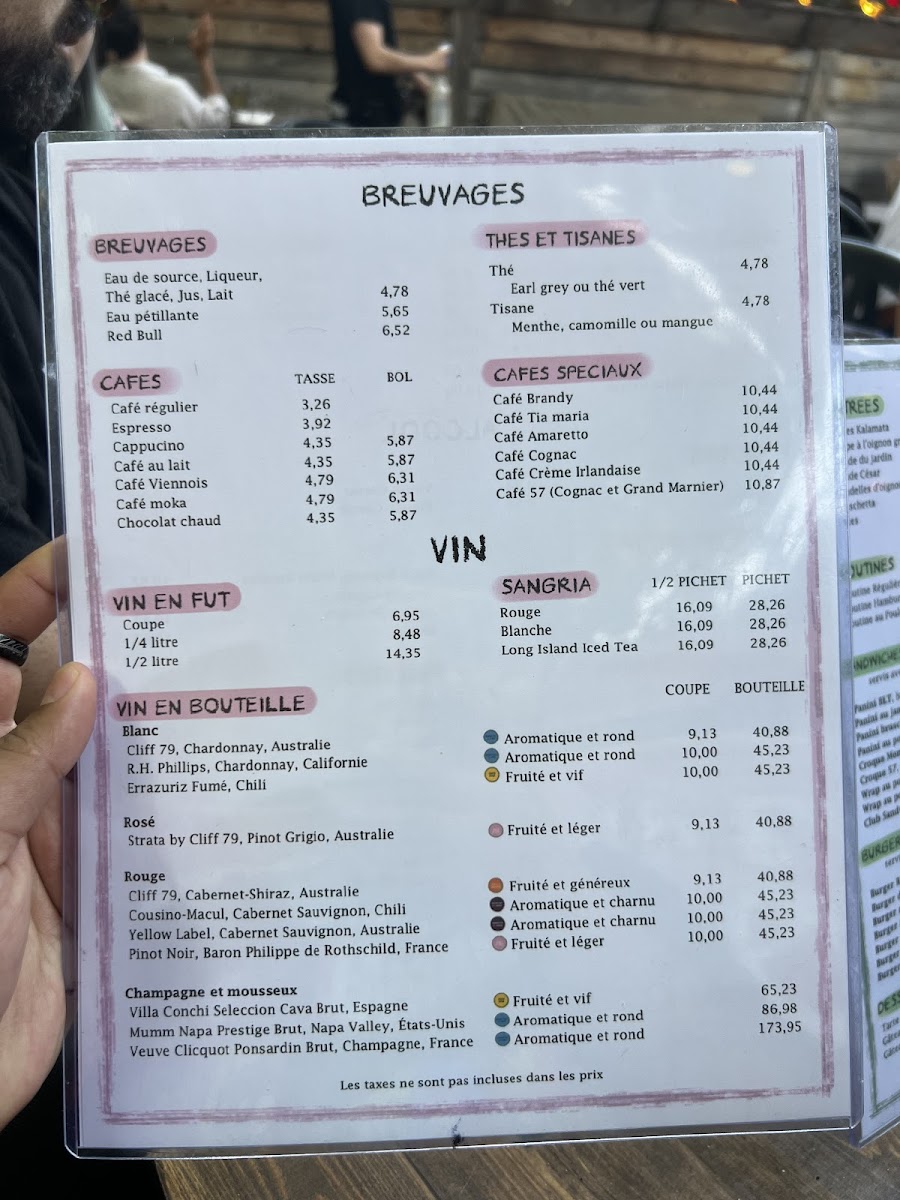 BREUVAGES
BREUVAGES
Eau de source, Liqueur,
Thé glacé, Jus, Lait 4,78
Eau pétillante 5,65
Red Bull 6,52
THES ET TISANES
Thé 4,78
Earl grey ou thé vert
Tisane 4,78
Menthe, camomille ou mangue
CAFES TASSE BOL
Café régulier 3,26
Espresso 3,92
Cappucino 4,35 5,87
Café au lait 4,35 5,87
Café Viennois 4,79 6,31
Café moka 4,79 6,31
Chocolat chaud 4,35 5,87
CAFES SPECIAUX
Café Brandy 10,44
Café Tia maria 10,44
Café Amaretto 10,44
Café Cognac 10,44
Café Crème Irlandaise 10,44
Café 57 (Cognac et Grand Marnier) 10,87
VIN
VIN EN FUT
Coupe 6,95
1/4 litre 8,48
1/2 litre 14,35
SANGRIA 1/2 PICHET PICHET
Rouge 16,09 28,26
Blanche 16,09 28,26
Long Island Iced Tea 16,09 28,26
VIN EN BOUTEILLE COUPE BOUTEILLE
Blanc
Cliff 79, Chardonnay, Australie Aromatique et rond 9,13 40,88
R.H. Phillips, Chardonnay, Californie Aromatique et rond 10,00 45,23
Errazuriz Fumé, Chili Fruité et vif 10,00 45,23
Rosé
Strata by Cliff 79, Pinot Grigio, Australie Fruité et léger 9,13 40,88
Rouge
Cliff 79, Cabernet-Shiraz, Australie Fruité et généreux 9,13 40,88
Cousino-Macul, Cabernet Sauvignon, Chili Aromatique et charnu 10,00 45,23
Yellow Label, Cabernet Sauvignon, Australie Aromatique et charnu 10,00 45,23
Pinot Noir, Baron Philippe de Rothschild, France Fruité et léger 10,00 45,23
Champagne et mousseux
Villa Conchi Seleccion Cava Brut, Espagne Fruité et vif 65,23
Mumm Napa Prestige Brut, Napa Valley, États-Unis Aromatique et rond 86,98
Veuve Clicquot Ponsardin Brut, Champagne, France Aromatique et rond 173,95
Les taxes ne sont pas incluses dans les prix